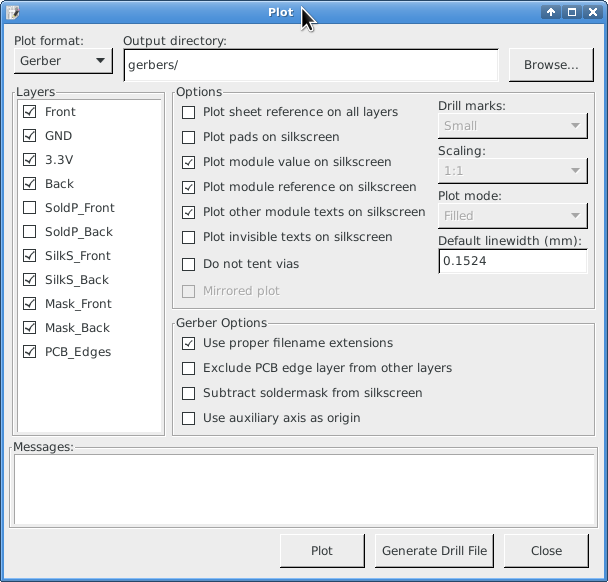 Plot
Plot format:
Output directory:
Gerber
gerbers/
Browse...
Layers
Front
GND
3.3V
Back
SoldP_Front
SoldP_Back
SilkS_Front
SilkS_Back
Mask_Front
Mask_Back
PCB_Edges
Options
Plot sheet reference on all layers
Plot pads on silkscreen
Plot module value on silkscreen
Plot module reference on silkscreen
Plot other module texts on silkscreen
Plot invisible texts on silkscreen
Do not tent vias
Mirrored plot
Drill marks:
Small
Scaling:
1:1
Plot mode:
Filled
Default linewidth (mm):
0.1524
Gerber Options
Use proper filename extensions
Exclude PCB edge layer from other layers
Subtract soldermask from silkscreen
Use auxiliary axis as origin
Messages:
Plot
Generate Drill File
Close